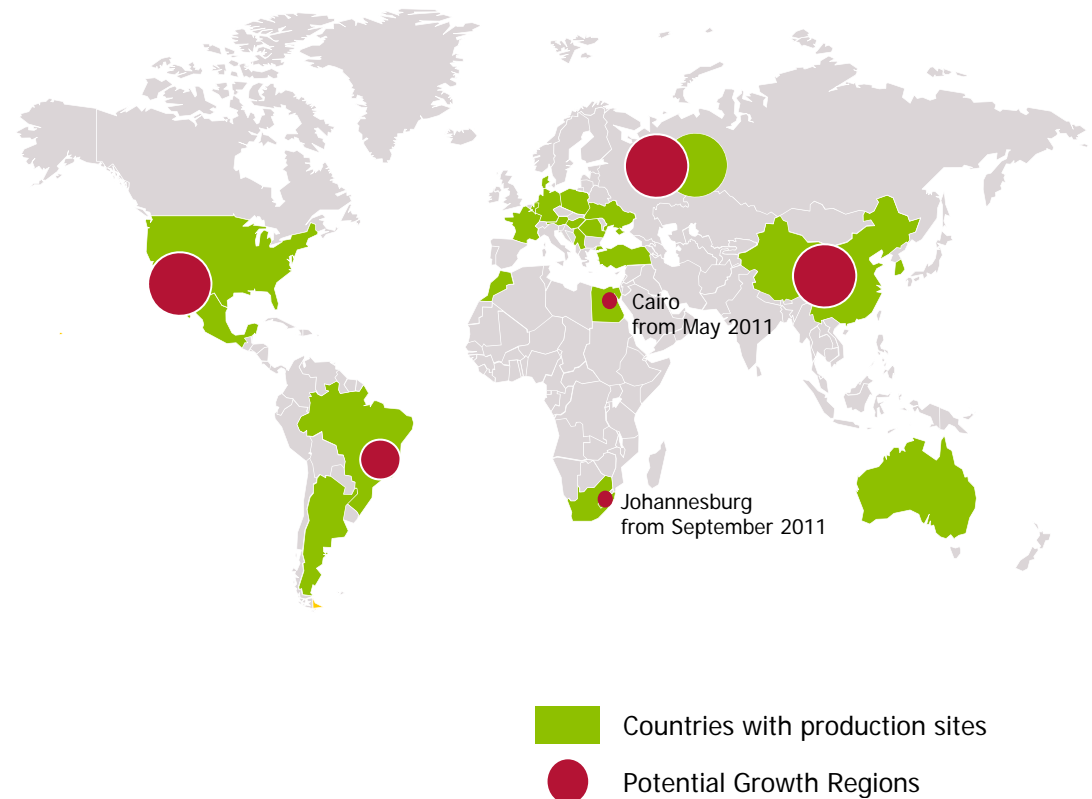 Cairo
from May 2011
Johannesburg
from September 2011
Countries with production sites
Potential Growth Regions